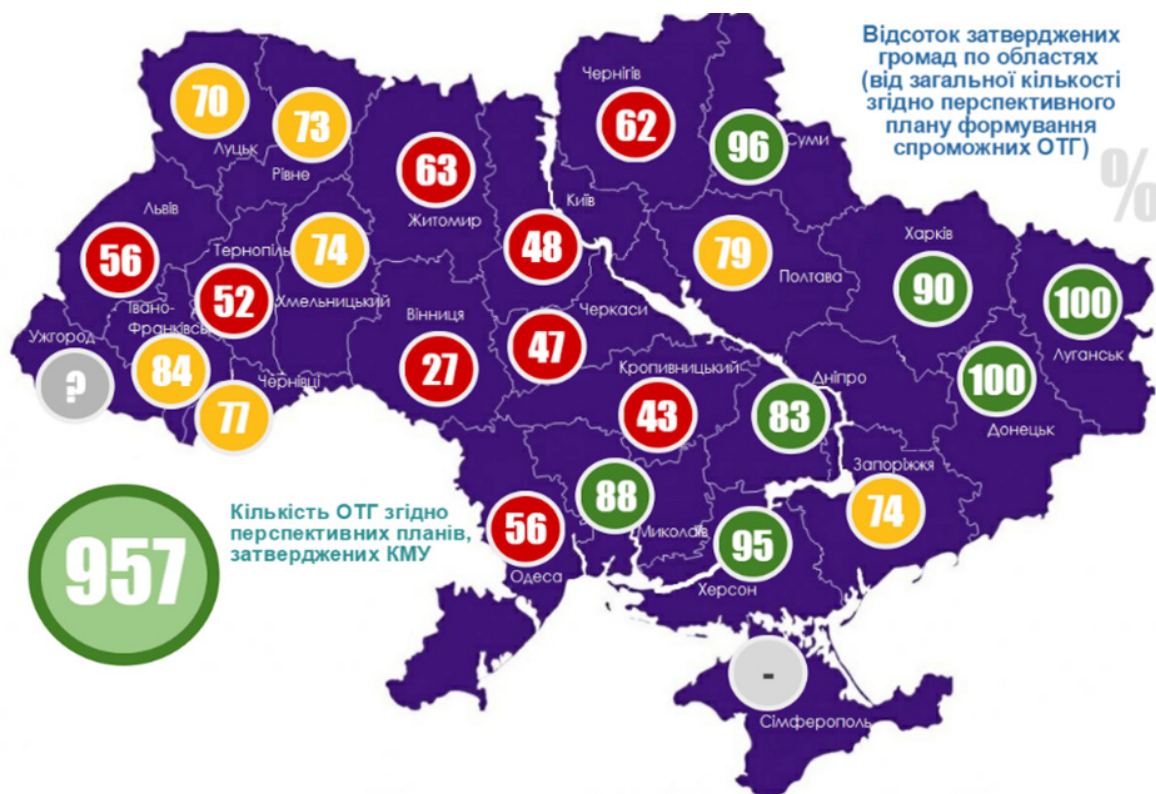 Відсоток затверджених
громад по областях
(від загальної кількості
згідно перспективного
плану формування
спроможних ОТГ)
%
70
Луцьк
73
Рівне
63
Житомир
Чернігів
62
96
Суми
Львів
56
Тернопіль
52
74
Хмельницький
Київ
48
79
Полтава
Харків
90
100
Луганськ
Ужгород
?
Івано-
Франківськ
84
Чернівці
77
Вінниця
27
Черкаси
47
Кропивницький
43
Дніпро
83
100
Донецьк
Запоріжжя
74
88
Миколаїв
56
Одеса
95
Херсон
-
Сімферополь
957
Кількість ОТГ згідно
перспективних планів,
затверджених КМУ